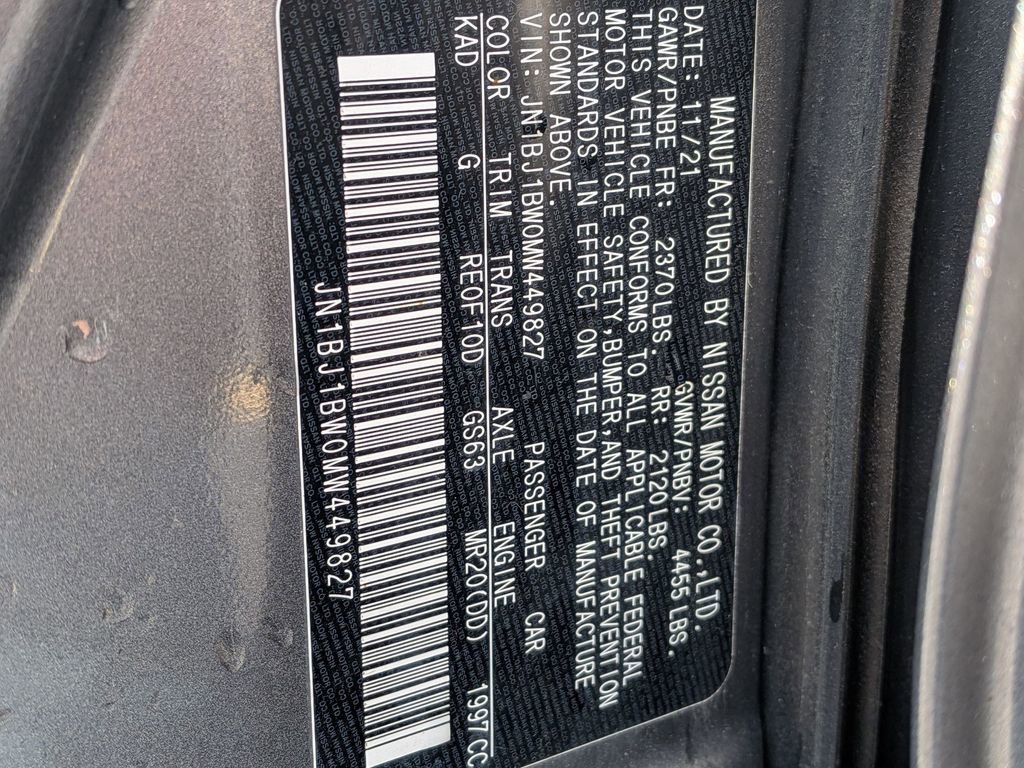 MANUFACTURED BY NISSAN MOTOR CO.,LTD.
DATE: 11/21 GVWR/PNBV: 4455 LBS.
GAWR/PNBE FR: 2370LBS. RR: 2120LBS
THIS VEHICLE CONFORMS TO ALL APPLICABLE FEDERAL
MOTOR VEHICLE SAFETY,BUMPER,AND THEFT PREVENTION
STANDARDS IN EFFECT ON THE DATE OF MANUFACTURE
SHOWN ABOVE.
VIN: JN1BJ1BW0MW449827 PASSENGER CAR
COLOR TRIM TRANS AXLE ENGINE
KAD G RE0F10D GS63 MR20(DD) 1997CC
JN1BJ1BW0MW449827